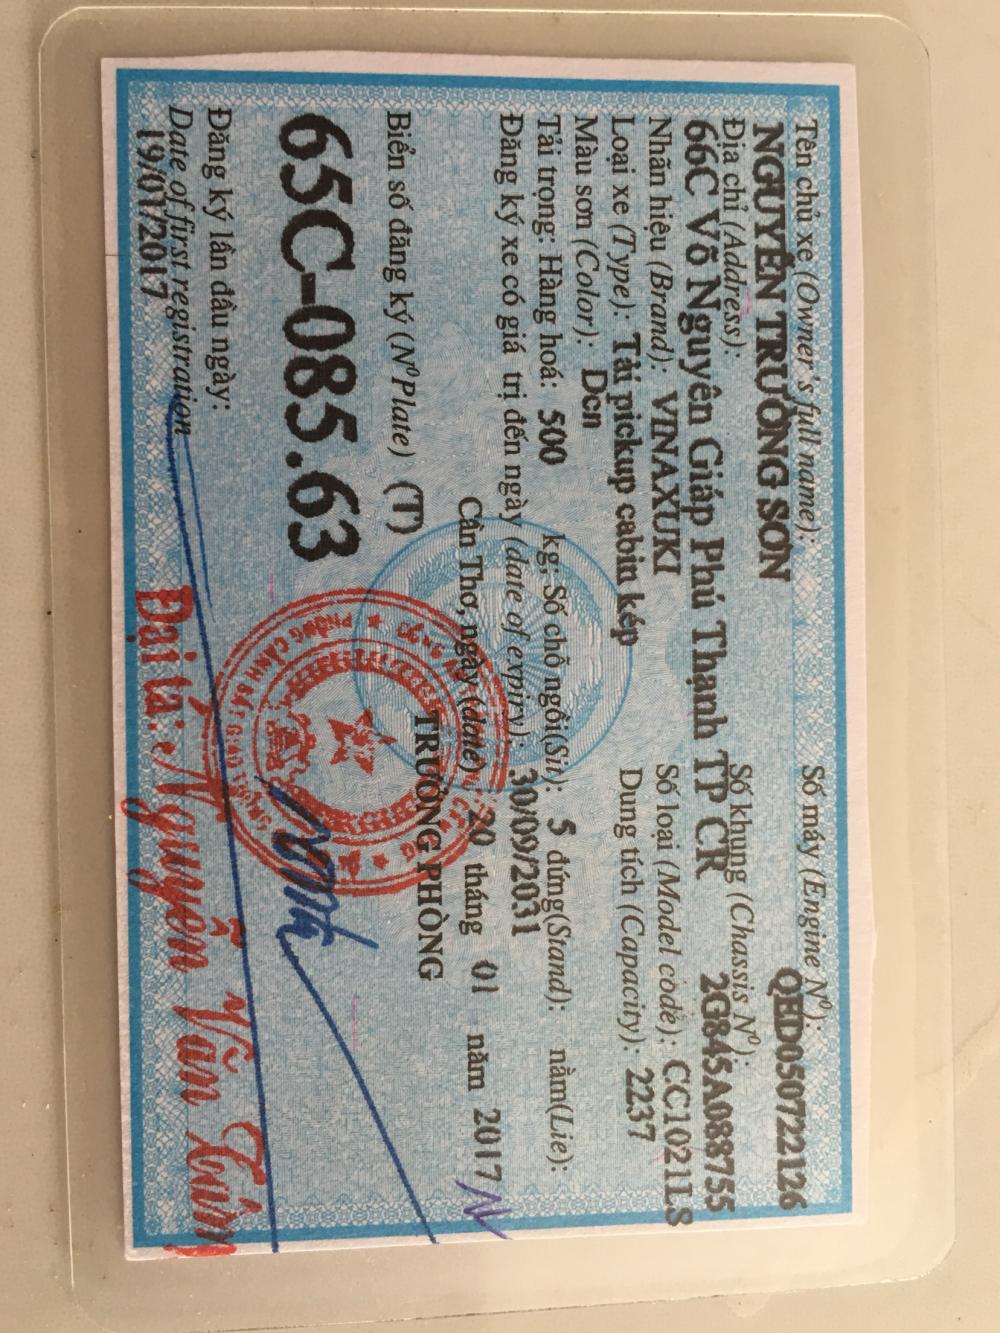 Tên chủ xe (Owner's full name): Số máy (Engine Nº):
NGUYỄN TRƯỜNG SƠN QED050722126
Địa chỉ (Address): Số khung (Chassis Nº):
66C Võ Nguyên Giáp Phú Thạnh TP CR 2G845A088755
Nhãn hiệu (Brand): VINAXUKI Số loại (Model code): CC1021LS
Loại xe (Type): Tải pickup cabin kép Dung tích (Capacity): 2237
Màu sơn (Color): Đen
Tải trọng: Hàng hoá: 500 kg; Số chỗ ngồi(Sit): 5 đứng(Stand): nằm(Lie):
Đăng ký xe có giá trị đến ngày (date of expiry): 30/09/2031
Cần Thơ, ngày (date) 20 tháng 01 năm 2017
Biển số đăng ký (Nº Plate) (T) TRƯỞNG PHÒNG
65C-085.63
Đăng ký lần đầu ngày:
Date of first registration
19/01/2017
Đại tá: Nguyễn Văn